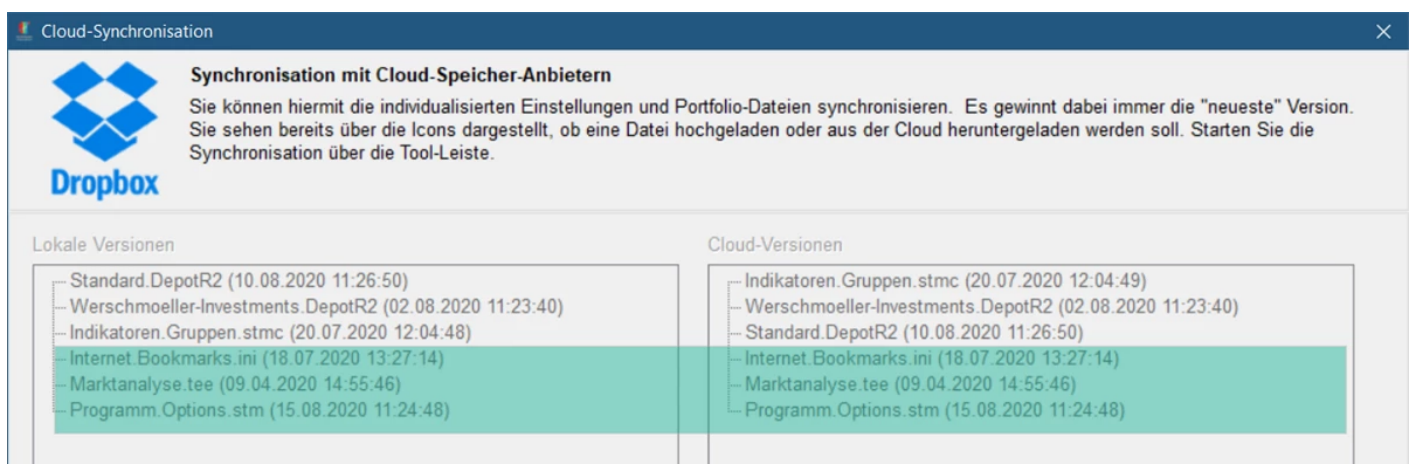 Cloud-Synchronisation
Dropbox
Synchronisation mit Cloud-Speicher-Anbietern
Sie können hiermit die individualisierten Einstellungen und Portfolio-Dateien synchronisieren. Es gewinnt dabei immer die "neueste" Version.
Sie sehen bereits über die Icons dargestellt, ob eine Datei hochgeladen oder aus der Cloud heruntergeladen werden soll. Starten Sie die
Synchronisation über die Tool-Leiste.
Lokale Versionen
Standard.DepotR2 (10.08.2020 11:26:50)
Werschmoeller-Investments.DepotR2 (02.08.2020 11:23:40)
Indikatoren.Gruppen.stmc (20.07.2020 12:04:48)
Internet.Bookmarks.ini (18.07.2020 13:27:14)
Marktanalyse.tee (09.04.2020 14:55:46)
Programm.Options.stm (15.08.2020 11:24:48)
Cloud-Versionen
Indikatoren.Gruppen.stmc (20.07.2020 12:04:49)
Werschmoeller-Investments.DepotR2 (02.08.2020 11:23:40)
Standard.DepotR2 (10.08.2020 11:26:50)
Internet.Bookmarks.ini (18.07.2020 13:27:14)
Marktanalyse.tee (09.04.2020 14:55:46)
Programm.Options.stm (15.08.2020 11:24:48)